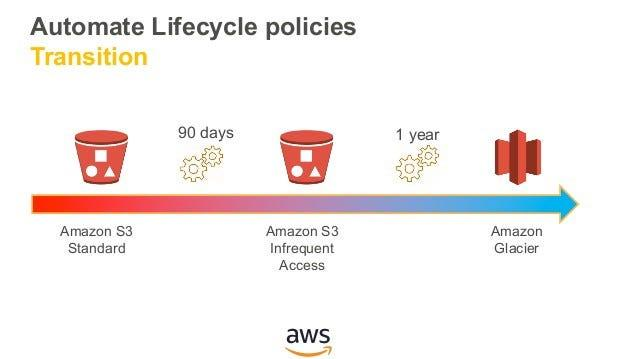 Automate Lifecycle policies
Transition
90 days
1 year
Amazon S3
Standard
Amazon S3
Infrequent
Access
Amazon
Glacier
aws